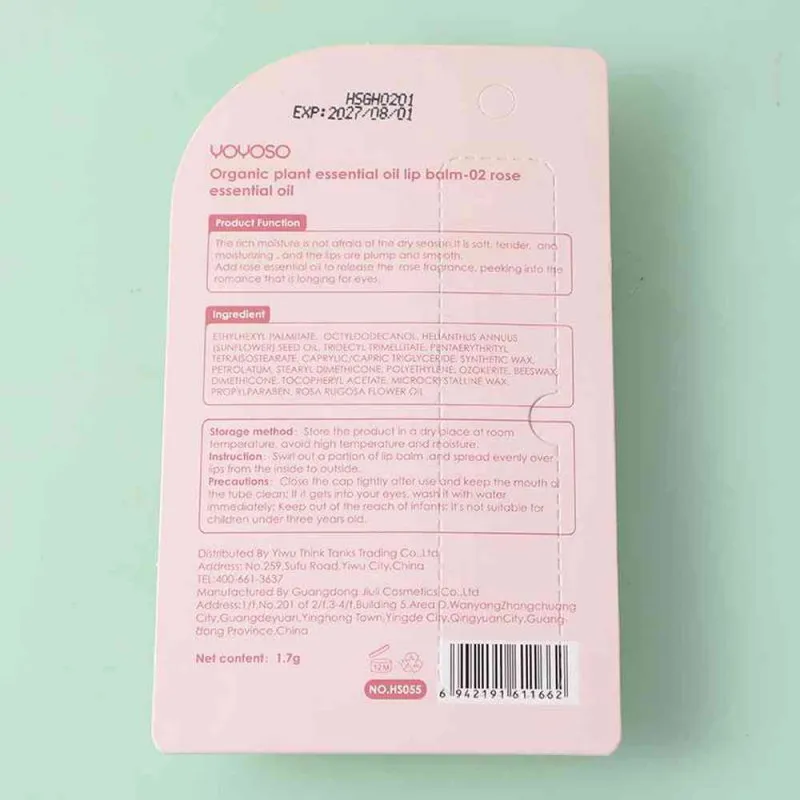 HSGH0201
EXP:2027/08/01
YOYOSO
Organic plant essential oil lip balm-02 rose
essential oil
Product Function
The rich moisture is not afraid of the dry season.It is soft, tender, and
moisturizing , and the lips are plump and smooth.
Add rose essential oil to release the rose fragrance, peeking into the
romance that is longing for eyes.
Ingredient
ESTHYLHEXYL PALMITATE, OCTYLOODECANOL, HELIANTHUS ANNUUS
(SUNFLOWER) SEED OIL, TRIDECYL TRIMELLITATE, PENTAERYTHRITYL
TETRAISOSTEARATE, CAPRYLIC/CAPRIC TRIGLYCERIDE, SYNTHETIC WAX,
PETROLATUM, STEARYL DIMETHICONE, POLYETHYLENE, OZOKERITE, BEESWAX,
DIMETHICONE, TOCOPHERYL ACETATE, MICROCRYSTALLINE WAX,
PROPYLPARABEN, ROSA RUGOSA FLOWER OIL
Storage method: Store the product in a dry place at room
temperature, avoid high temperature and moisture.
Instruction: Swirl out a portion of lip balm ,and spread evenly over
lips from the inside to outside.
Precautions: Close the cap tightly after use and keep the mouth of
the tube clean; If it gets into your eyes, wash it with water
immediately; Keep out of the reach of infants; It's not suitable for
children under three years old.
Distributed By Yiwu Think Tanks Trading Co.,Ltd
Address: No.259,Sufu Road,Yiwu City,China
TEL:400-661-3637
Manufactured By Guangdong Jiuli Cosmetics Co.,Ltd
Address:1/f,No.201 of 2/f,3-4/f,Building 5,Area D,WanyangZhangchuang
City,Guangdeyuan,Yinghong Town,Yingde City,QingyuanCity,Guang-
dong Province,China
Net content: 1.7g
12M
NO.HS055
6 942191 611662